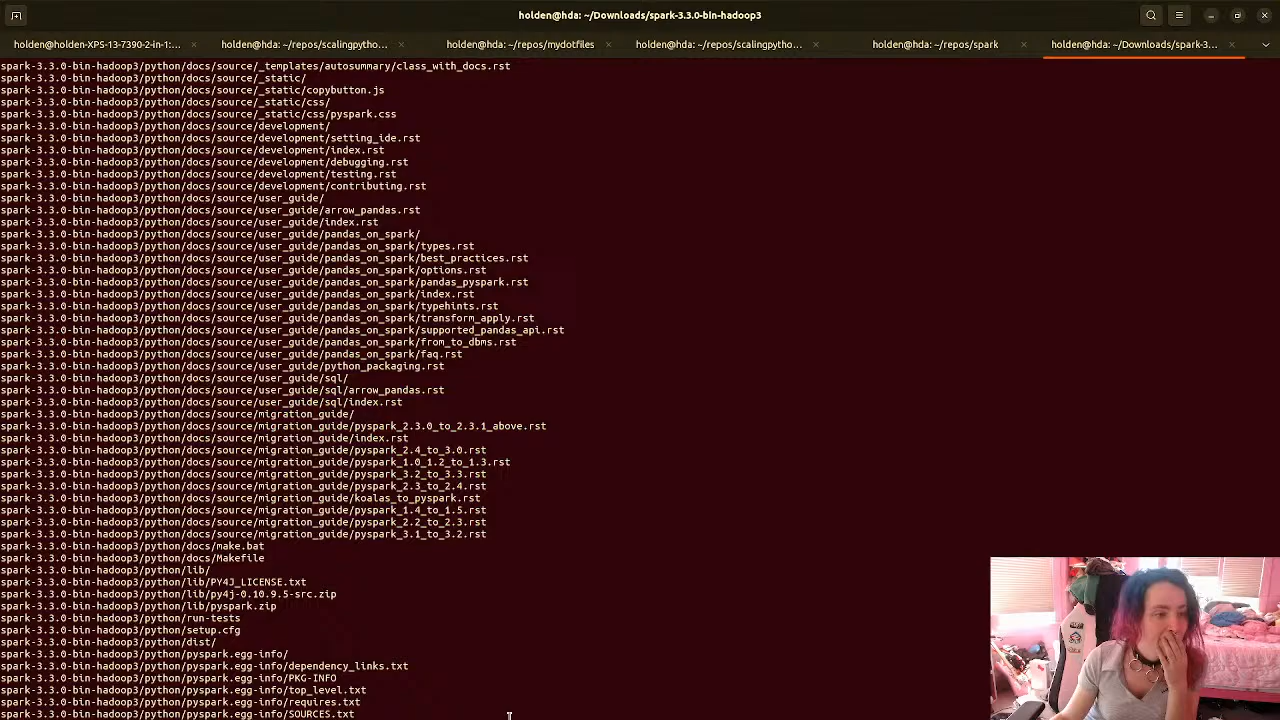 holden@hda: ~/Downloads/spark-3.3.0-bin-hadoop3
holden@holden-XPS-13-7390-2-in-1:... × holden@hda: ~/repos/scalingpytho... × holden@hda: ~/repos/mydotfiles × holden@hda: ~/repos/scalingpytho... × holden@hda: ~/repos/spark × holden@hda: ~/Downloads/spark-3... ×
spark-3.3.0-bin-hadoop3/python/docs/source/_templates/autosummary/class_with_docs.rst
spark-3.3.0-bin-hadoop3/python/docs/source/_static/
spark-3.3.0-bin-hadoop3/python/docs/source/_static/copybutton.js
spark-3.3.0-bin-hadoop3/python/docs/source/_static/css/
spark-3.3.0-bin-hadoop3/python/docs/source/_static/css/pyspark.css
spark-3.3.0-bin-hadoop3/python/docs/source/development/
spark-3.3.0-bin-hadoop3/python/docs/source/development/setting_ide.rst
spark-3.3.0-bin-hadoop3/python/docs/source/development/index.rst
spark-3.3.0-bin-hadoop3/python/docs/source/development/debugging.rst
spark-3.3.0-bin-hadoop3/python/docs/source/development/testing.rst
spark-3.3.0-bin-hadoop3/python/docs/source/development/contributing.rst
spark-3.3.0-bin-hadoop3/python/docs/source/user_guide/
spark-3.3.0-bin-hadoop3/python/docs/source/user_guide/arrow_pandas.rst
spark-3.3.0-bin-hadoop3/python/docs/source/user_guide/index.rst
spark-3.3.0-bin-hadoop3/python/docs/source/user_guide/pandas_on_spark/
spark-3.3.0-bin-hadoop3/python/docs/source/user_guide/pandas_on_spark/types.rst
spark-3.3.0-bin-hadoop3/python/docs/source/user_guide/pandas_on_spark/best_practices.rst
spark-3.3.0-bin-hadoop3/python/docs/source/user_guide/pandas_on_spark/options.rst
spark-3.3.0-bin-hadoop3/python/docs/source/user_guide/pandas_on_spark/pandas_pyspark.rst
spark-3.3.0-bin-hadoop3/python/docs/source/user_guide/pandas_on_spark/index.rst
spark-3.3.0-bin-hadoop3/python/docs/source/user_guide/pandas_on_spark/typehints.rst
spark-3.3.0-bin-hadoop3/python/docs/source/user_guide/pandas_on_spark/transform_apply.rst
spark-3.3.0-bin-hadoop3/python/docs/source/user_guide/pandas_on_spark/supported_pandas_api.rst
spark-3.3.0-bin-hadoop3/python/docs/source/user_guide/pandas_on_spark/from_to_dbms.rst
spark-3.3.0-bin-hadoop3/python/docs/source/user_guide/pandas_on_spark/faq.rst
spark-3.3.0-bin-hadoop3/python/docs/source/user_guide/python_packaging.rst
spark-3.3.0-bin-hadoop3/python/docs/source/user_guide/sql/
spark-3.3.0-bin-hadoop3/python/docs/source/user_guide/sql/arrow_pandas.rst
spark-3.3.0-bin-hadoop3/python/docs/source/user_guide/sql/index.rst
spark-3.3.0-bin-hadoop3/python/docs/source/migration_guide/
spark-3.3.0-bin-hadoop3/python/docs/source/migration_guide/pyspark_2.3.0_to_2.3.1_above.rst
spark-3.3.0-bin-hadoop3/python/docs/source/migration_guide/index.rst
spark-3.3.0-bin-hadoop3/python/docs/source/migration_guide/pyspark_2.4_to_3.0.rst
spark-3.3.0-bin-hadoop3/python/docs/source/migration_guide/pyspark_1.0_1.2_to_1.3.rst
spark-3.3.0-bin-hadoop3/python/docs/source/migration_guide/pyspark_3.2_to_3.3.rst
spark-3.3.0-bin-hadoop3/python/docs/source/migration_guide/pyspark_2.3_to_2.4.rst
spark-3.3.0-bin-hadoop3/python/docs/source/migration_guide/koalas_to_pyspark.rst
spark-3.3.0-bin-hadoop3/python/docs/source/migration_guide/pyspark_1.4_to_1.5.rst
spark-3.3.0-bin-hadoop3/python/docs/source/migration_guide/pyspark_2.2_to_2.3.rst
spark-3.3.0-bin-hadoop3/python/docs/source/migration_guide/pyspark_3.1_to_3.2.rst
spark-3.3.0-bin-hadoop3/python/docs/make.bat
spark-3.3.0-bin-hadoop3/python/docs/Makefile
spark-3.3.0-bin-hadoop3/python/lib/
spark-3.3.0-bin-hadoop3/python/lib/PY4J_LICENSE.txt
spark-3.3.0-bin-hadoop3/python/lib/py4j-0.10.9.5-src.zip
spark-3.3.0-bin-hadoop3/python/lib/pyspark.zip
spark-3.3.0-bin-hadoop3/python/run-tests
spark-3.3.0-bin-hadoop3/python/setup.cfg
spark-3.3.0-bin-hadoop3/python/dist/
spark-3.3.0-bin-hadoop3/python/pyspark.egg-info/
spark-3.3.0-bin-hadoop3/python/pyspark.egg-info/dependency_links.txt
spark-3.3.0-bin-hadoop3/python/pyspark.egg-info/PKG-INFO
spark-3.3.0-bin-hadoop3/python/pyspark.egg-info/top_level.txt
spark-3.3.0-bin-hadoop3/python/pyspark.egg-info/requires.txt
spark-3.3.0-bin-hadoop3/python/pyspark.egg-info/SOURCES.txt